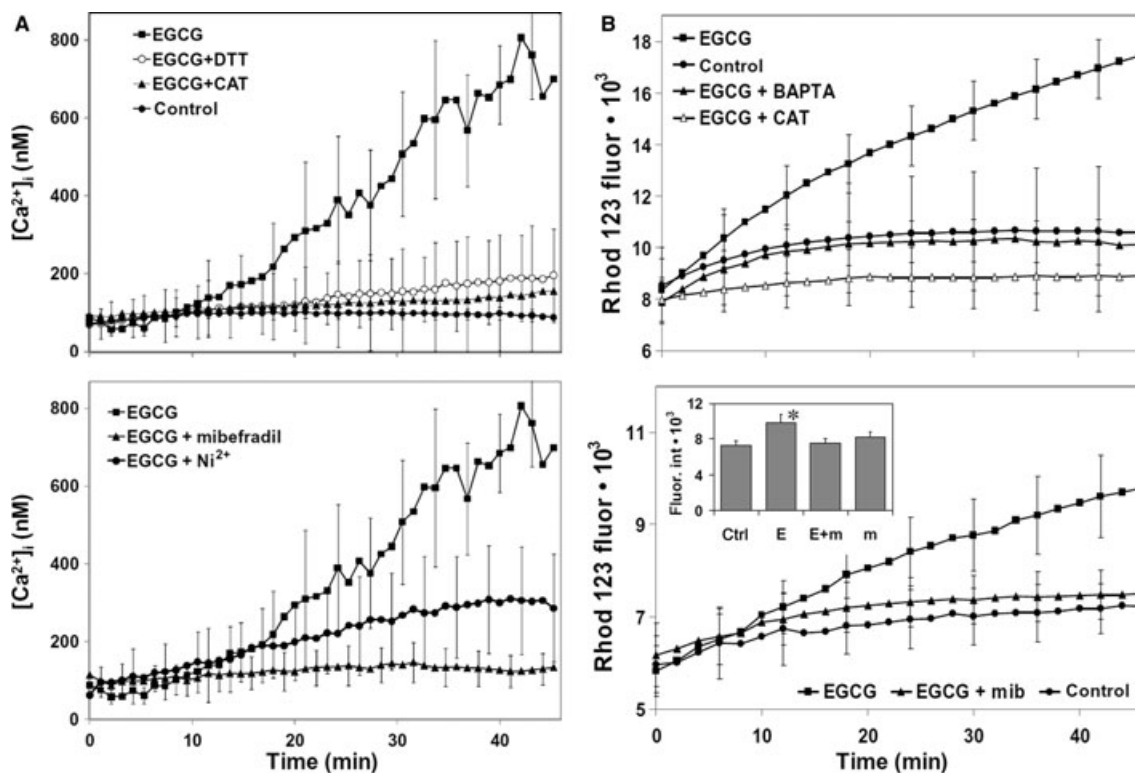 A
[Ca²⁺]ᵢ (nM)
800
600
400
200
0
EGCG
EGCG+DTT
EGCG+CAT
Control
B
Rhod 123 fluor • 10³
18
16
14
12
10
8
6
EGCG
Control
EGCG + BAPTA
EGCG + CAT
[Ca²⁺]ᵢ (nM)
800
600
400
200
0
EGCG
EGCG + mibefradil
EGCG + Ni²⁺
0 10 20 30 40
Time (min)
Rhod 123 fluor • 10³
11
9
7
5
Fluor. int • 10³
12
8
4
0
*
Ctrl E E+m m
EGCG EGCG + mib Control
0 10 20 30 40
Time (min)